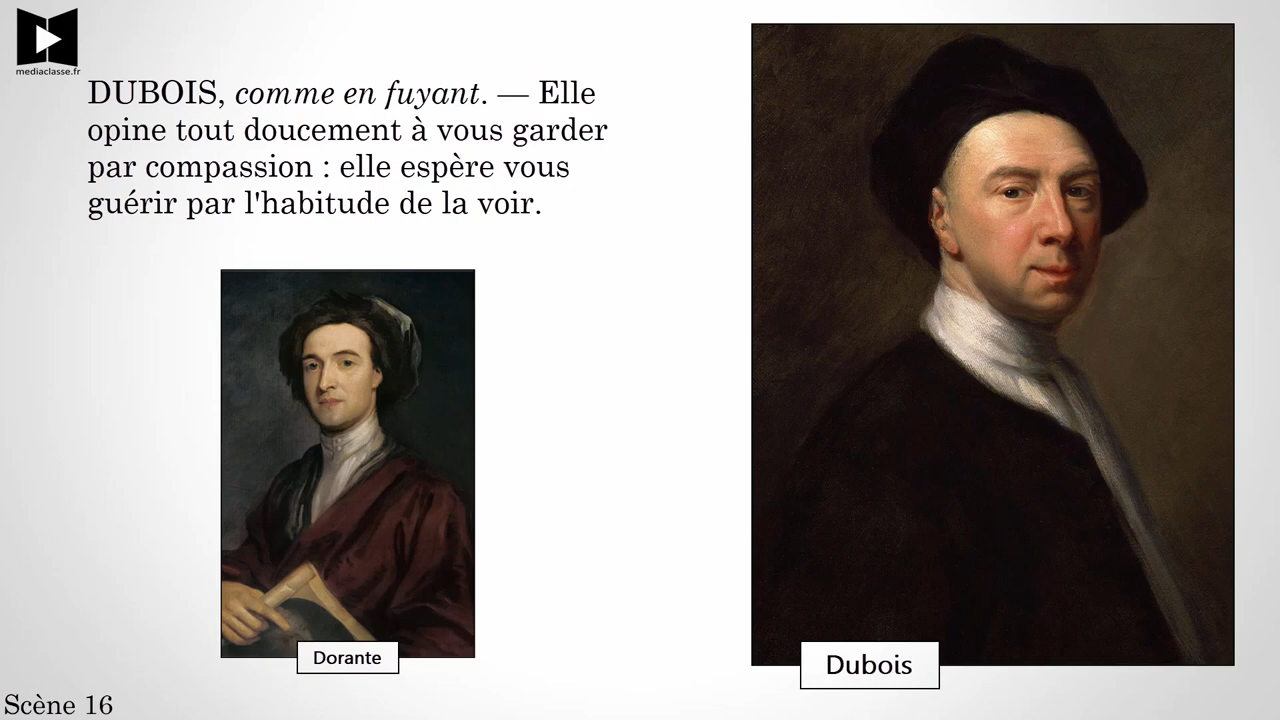 mediaclasse.fr
DUBOIS, comme en fuyant. — Elle
opine tout doucement à vous garder
par compassion : elle espère vous
guérir par l'habitude de la voir.
Dorante
Dubois
Scène 16